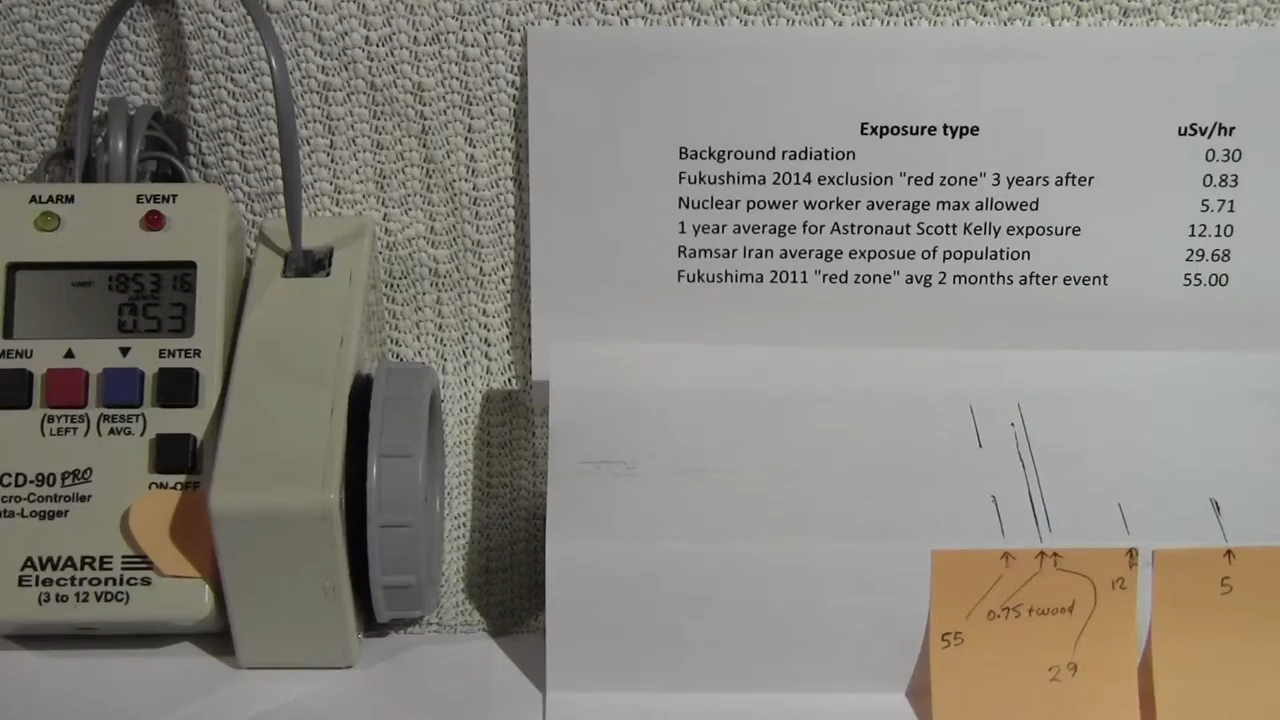 ALARM EVENT
185316
0.53
MENU ▲ ▼ ENTER
(BYTES LEFT) (RESET AVG.)
ON-OFF
CD-90 PRO
cro-Controller
ata-Logger
AWARE
Electronics
(3 to 12 VDC)
Exposure type uSv/hr
Background radiation 0.30
Fukushima 2014 exclusion "red zone" 3 years after 0.83
Nuclear power worker average max allowed 5.71
1 year average for Astronaut Scott Kelly exposure 12.10
Ramsar Iran average exposue of population 29.68
Fukushima 2011 "red zone" avg 2 months after event 55.00
55
0.75 + wood
29
12
5